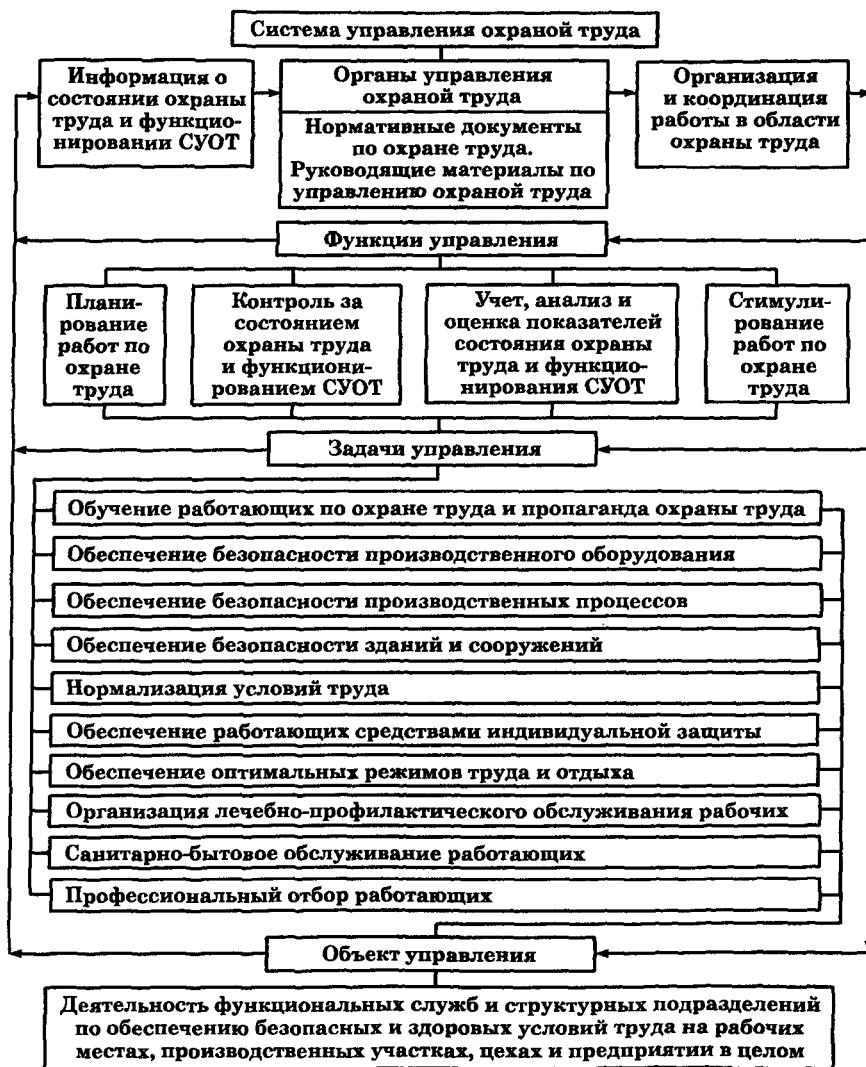 Система управления охраной труда
Информация о
состоянии охраны
труда и функцио-
нировании СУОТ
Органы управления
охраной труда
Нормативные документы
по охране труда.
Руководящие материалы по
управлению охраной труда
Организация
и координация
работы в области
охраны труда
Функции управления
Плани-
рование
работ по
охране
труда
Контроль за
состоянием
охраны труда
и функциони-
рованием СУОТ
Учет, анализ и
оценка показателей
состояния охраны
труда и функцио-
нирования СУОТ
Стимули-
рование
работ по
охране
труда
Задачи управления
Обучение работающих по охране труда и пропаганда охраны труда
Обеспечение безопасности производственного оборудования
Обеспечение безопасности производственных процессов
Обеспечение безопасности зданий и сооружений
Нормализация условий труда
Обеспечение работающих средствами индивидуальной защиты
Обеспечение оптимальных режимов труда и отдыха
Организация лечебно-профилактического обслуживания рабочих
Санитарно-бытовое обслуживание работающих
Профессиональный отбор работающих
Объект управления
Деятельность функциональных служб и структурных подразделений
по обеспечению безопасных и здоровых условий труда на рабочих
местах, производственных участках, цехах и предприятии в целом